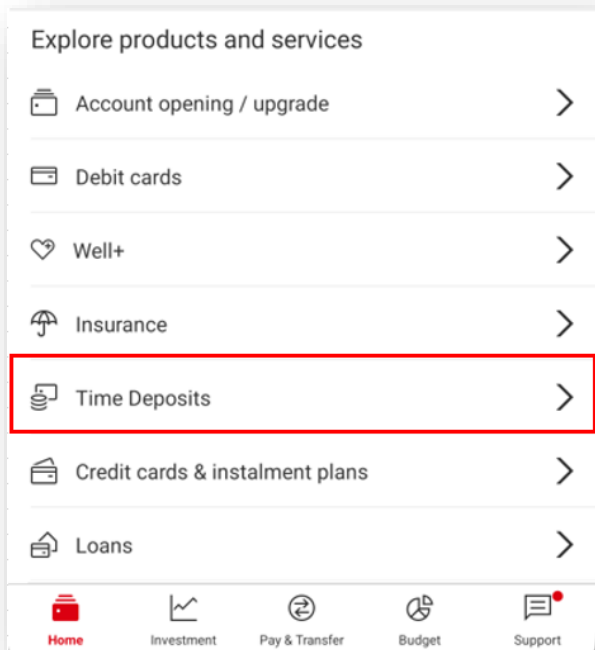 Explore products and services
Account opening / upgrade
Debit cards
Well+
Insurance
Time Deposits
Credit cards & instalment plans
Loans
Home Investment Pay & Transfer Budget Support